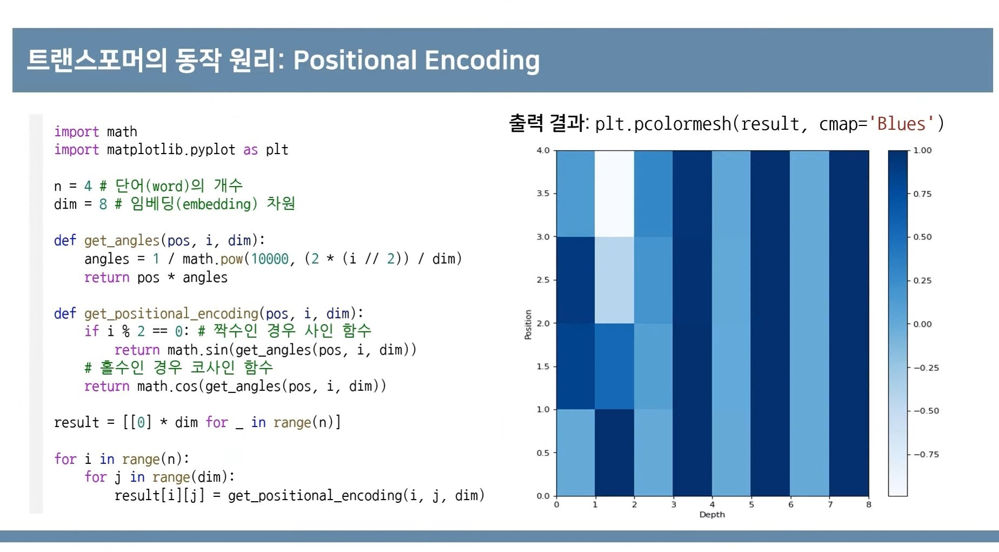 트랜스포머의 동작 원리: Positional Encoding
import math
import matplotlib.pyplot as plt
n = 4 # 단어(word)의 개수
dim = 8 # 임베딩(embedding) 차원
def get_angles(pos, i, dim):
    angles = 1 / math.pow(10000, (2 * (i // 2)) / dim)
    return pos * angles
def get_positional_encoding(pos, i, dim):
    if i % 2 == 0: # 짝수인 경우 사인 함수
        return math.sin(get_angles(pos, i, dim))
    # 홀수인 경우 코사인 함수
    return math.cos(get_angles(pos, i, dim))
result = [[0] * dim for _ in range(n)]
for i in range(n):
    for j in range(dim):
        result[i][j] = get_positional_encoding(i, j, dim)
출력 결과: plt.pcolormesh(result, cmap='Blues')
4.0
3.5
3.0
2.5
2.0
1.5
1.0
0.5
0.0
Position
0 1 2 3 4 5 6 7 8
Depth
1.00
0.75
0.50
0.25
0.00
−0.25
−0.50
−0.75